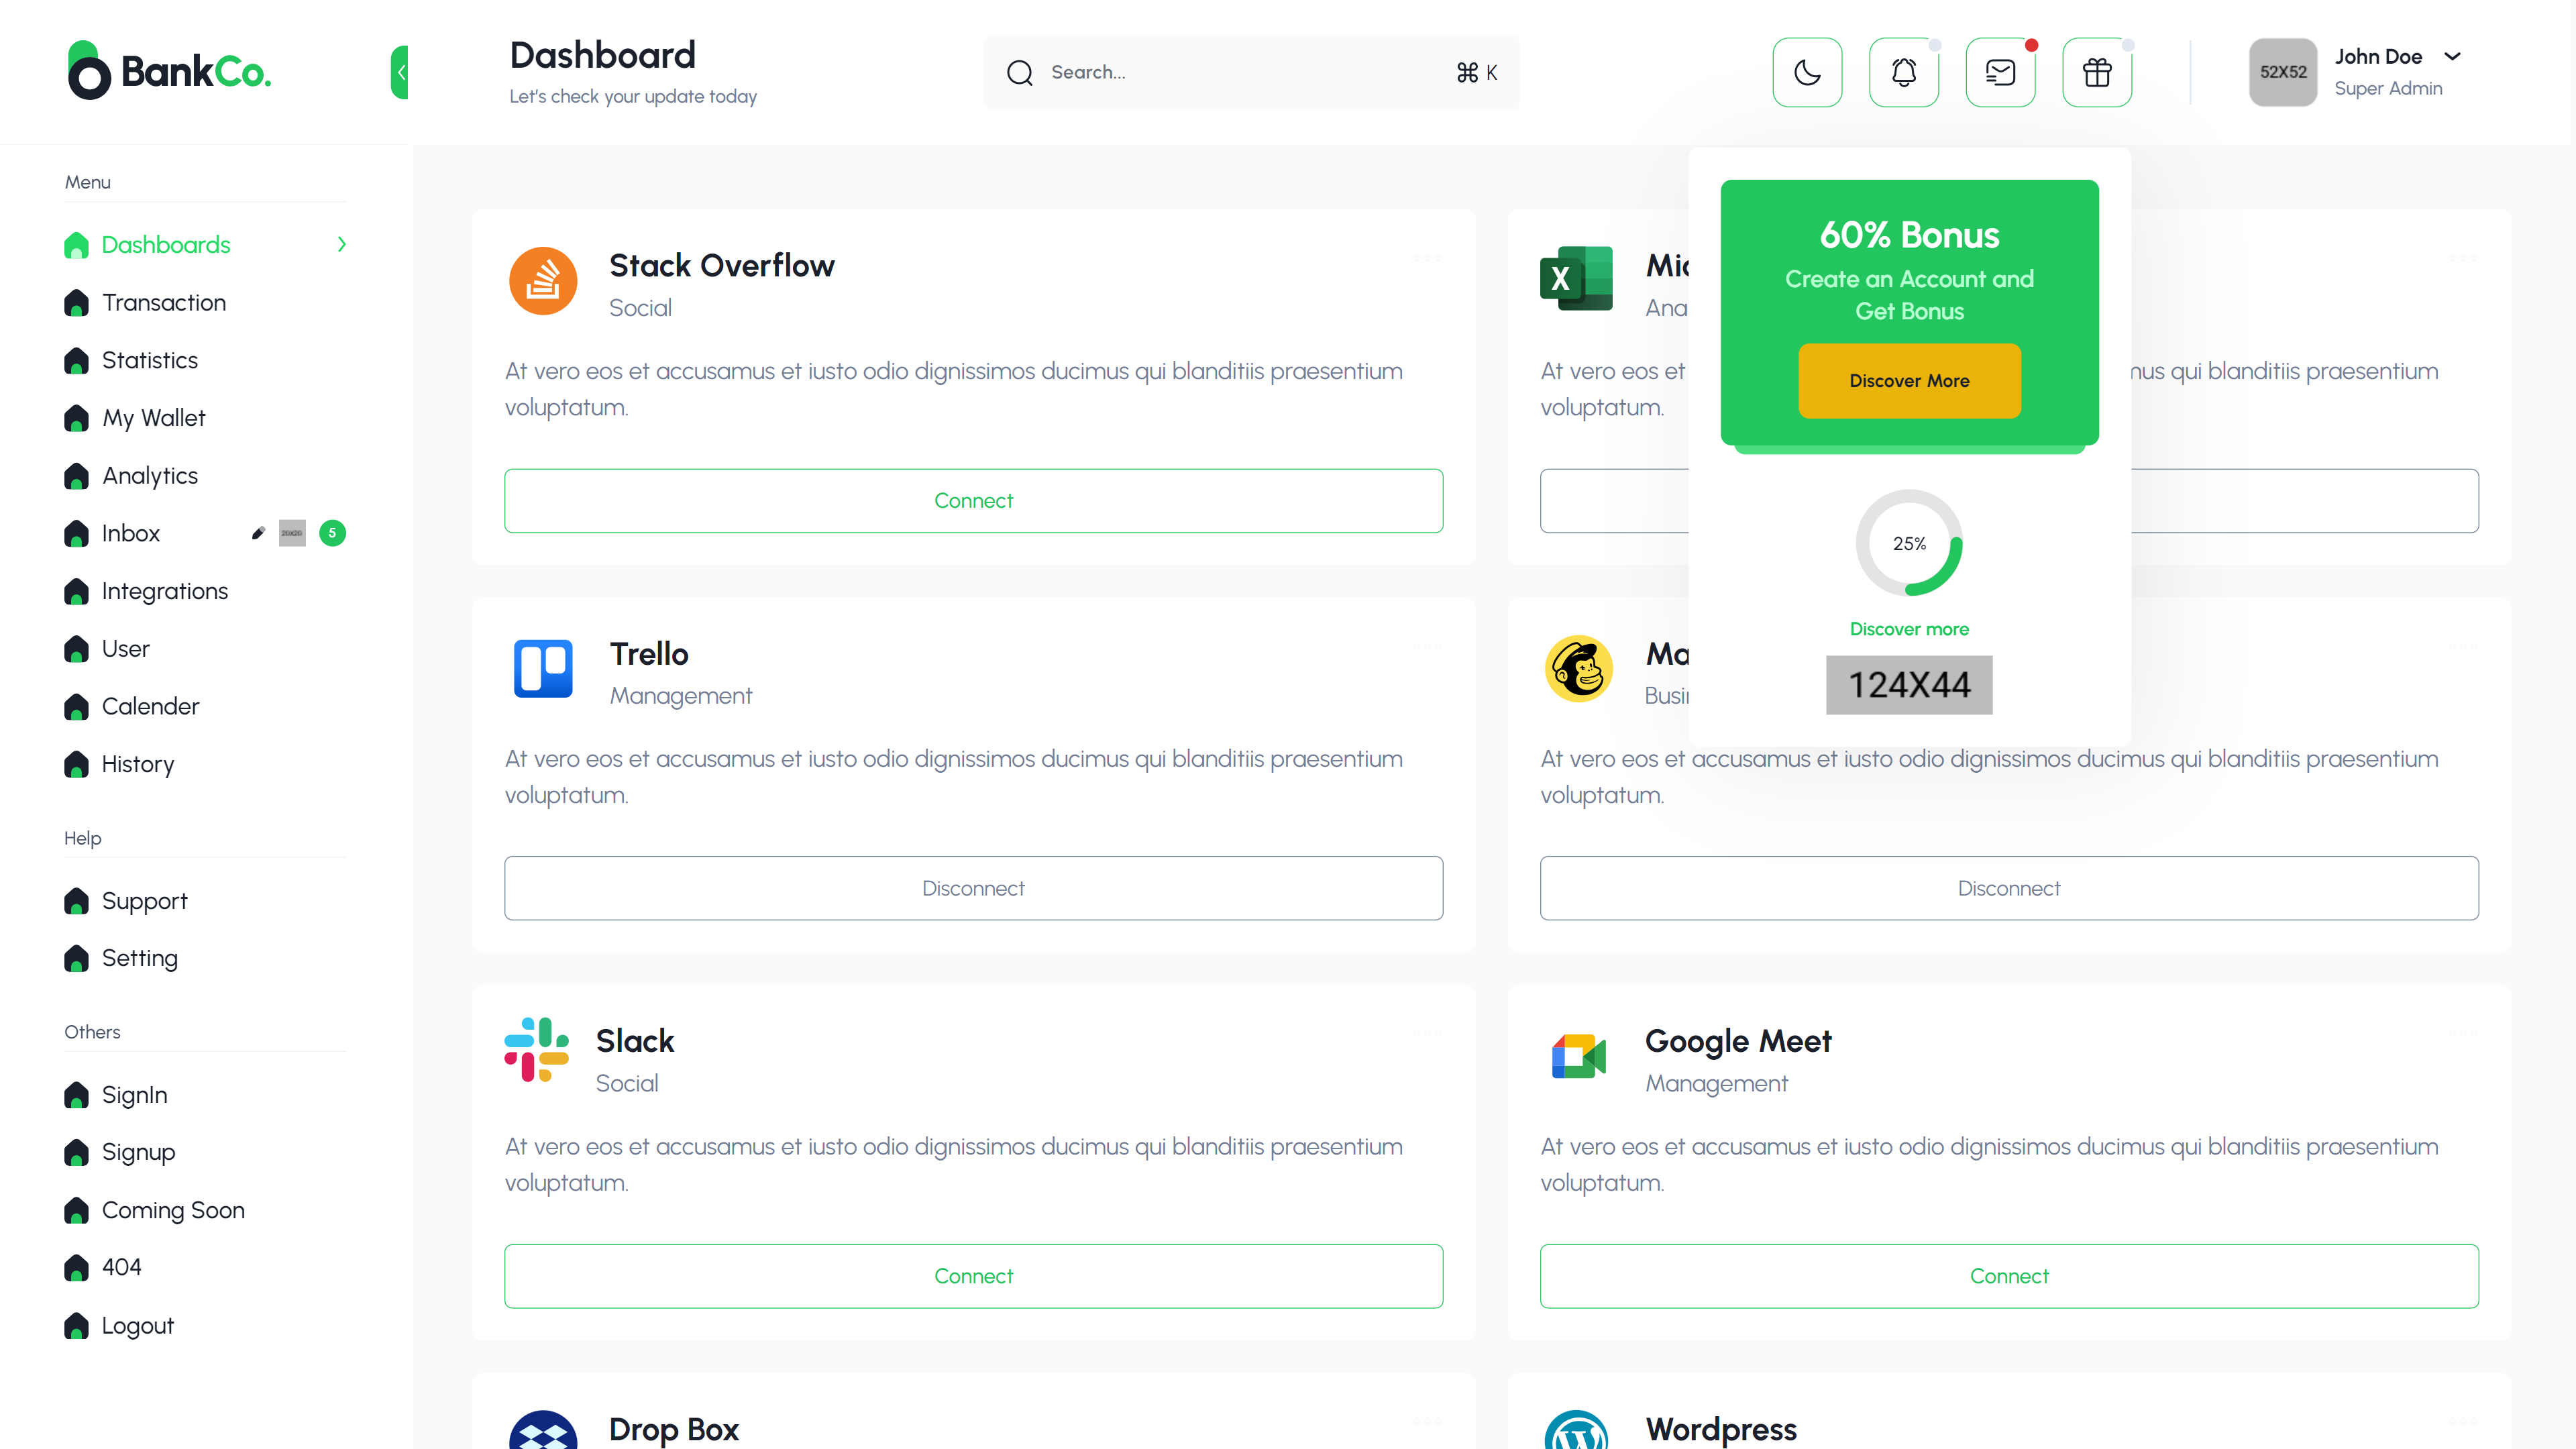 BankCo.
Dashboard
Let's check your update today
Search...
⌘ K
52X52
John Doe
Super Admin
Menu
Dashboards
Transaction
Statistics
My Wallet
Analytics
Inbox
5
Integrations
User
Calender
History
Help
Support
Setting
Others
SignIn
Signup
Coming Soon
404
Logout
Stack Overflow
Social
At vero eos et accusamus et iusto odio dignissimos ducimus qui blanditiis praesentium
voluptatum.
Connect
At vero eos et
qui blanditiis praesentium
voluptatum.
60% Bonus
Create an Account and
Get Bonus
Discover More
25%
Discover more
124X44
Trello
Management
At vero eos et accusamus et iusto odio dignissimos ducimus qui blanditiis praesentium
voluptatum.
Disconnect
At vero eos et accusamus et iusto odio dignissimos ducimus qui blanditiis praesentium
voluptatum.
Disconnect
Slack
Social
At vero eos et accusamus et iusto odio dignissimos ducimus qui blanditiis praesentium
voluptatum.
Connect
Google Meet
Management
At vero eos et accusamus et iusto odio dignissimos ducimus qui blanditiis praesentium
voluptatum.
Connect
Drop Box
Wordpress